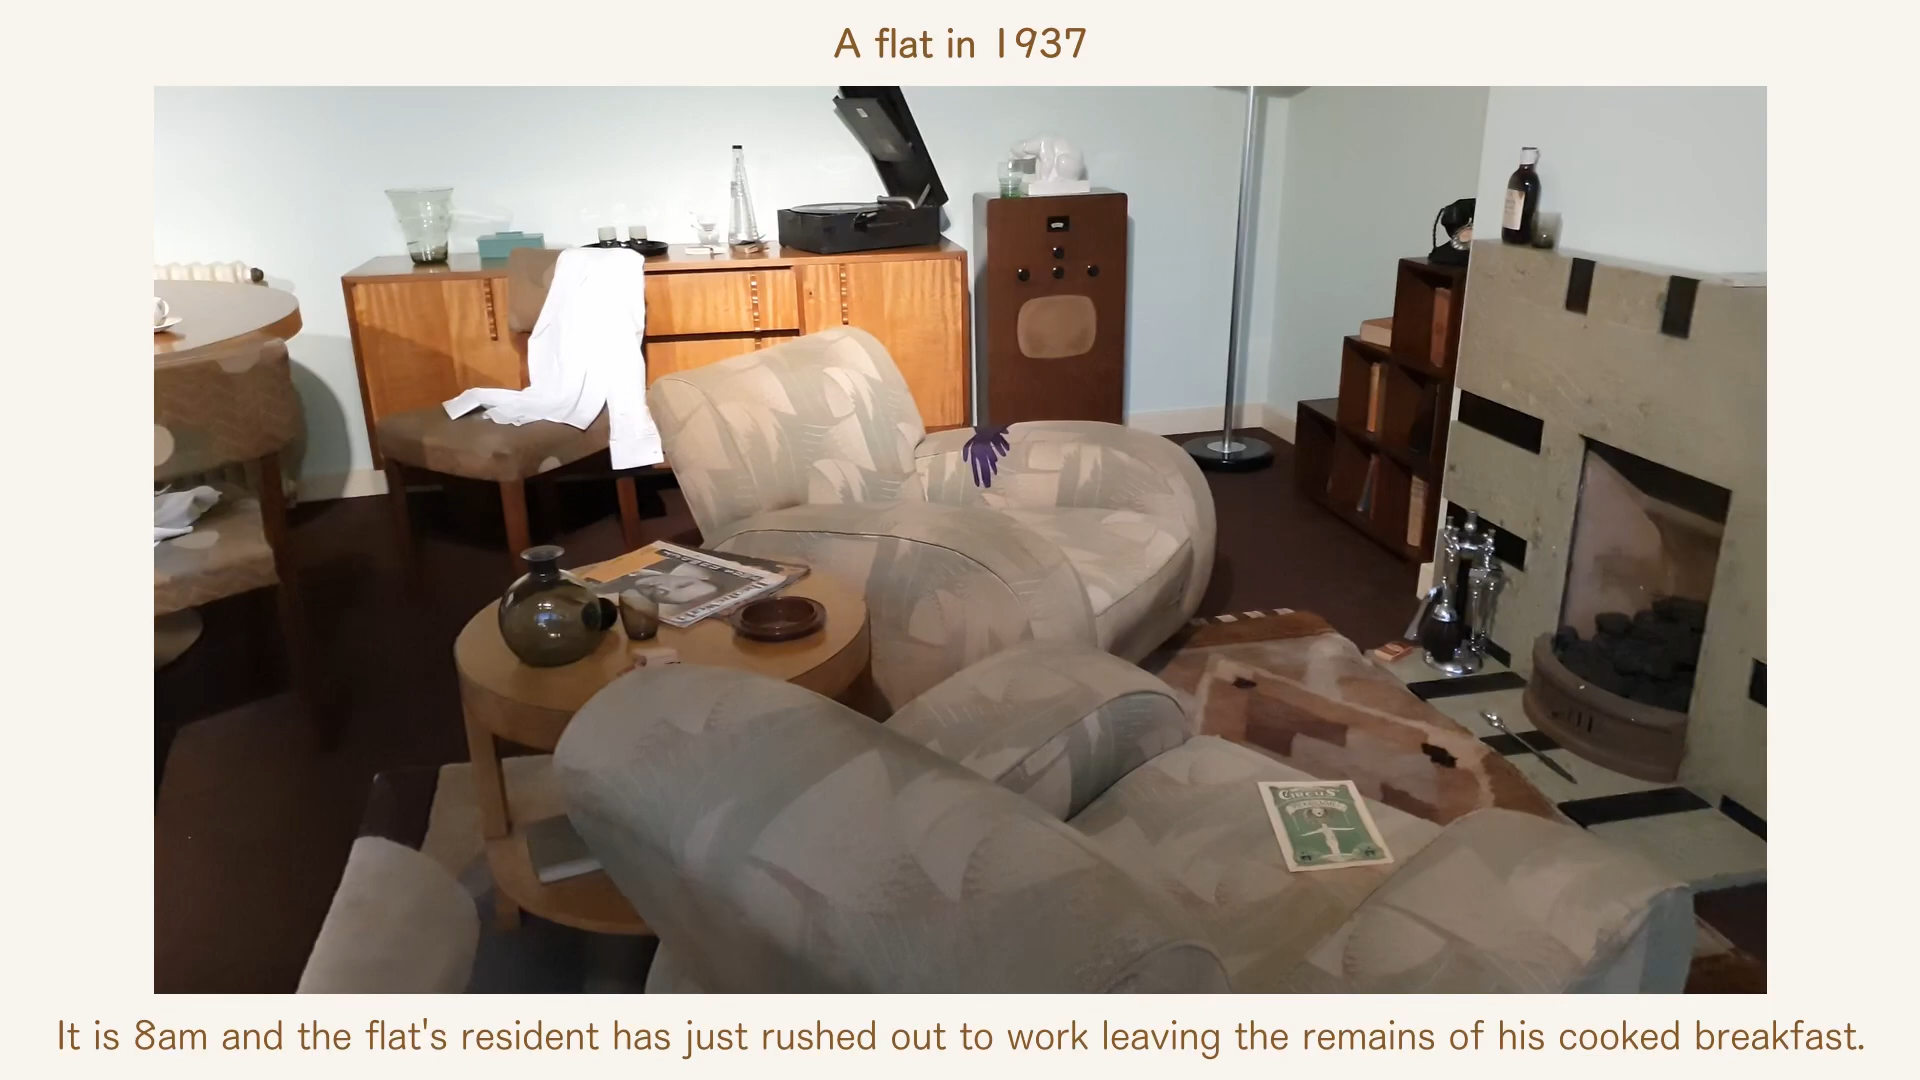 A flat in 1937
CIRCUS
It is 8am and the flat's resident has just rushed out to work leaving the remains of his cooked breakfast.